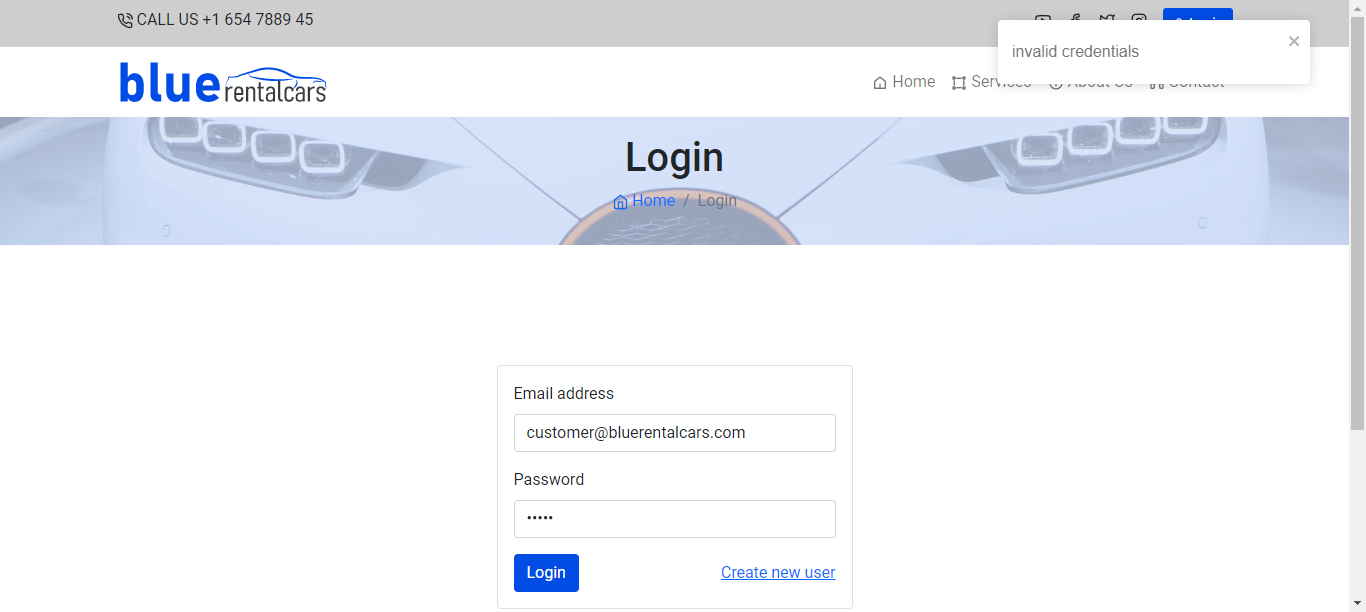 CALL US +1 654 7889 45
invalid credentials
blue rentalcars
Home Services About Us Contact
Login
Home / Login
Email address
customer@bluerentalcars.com
Password
•••••
Login Create new user